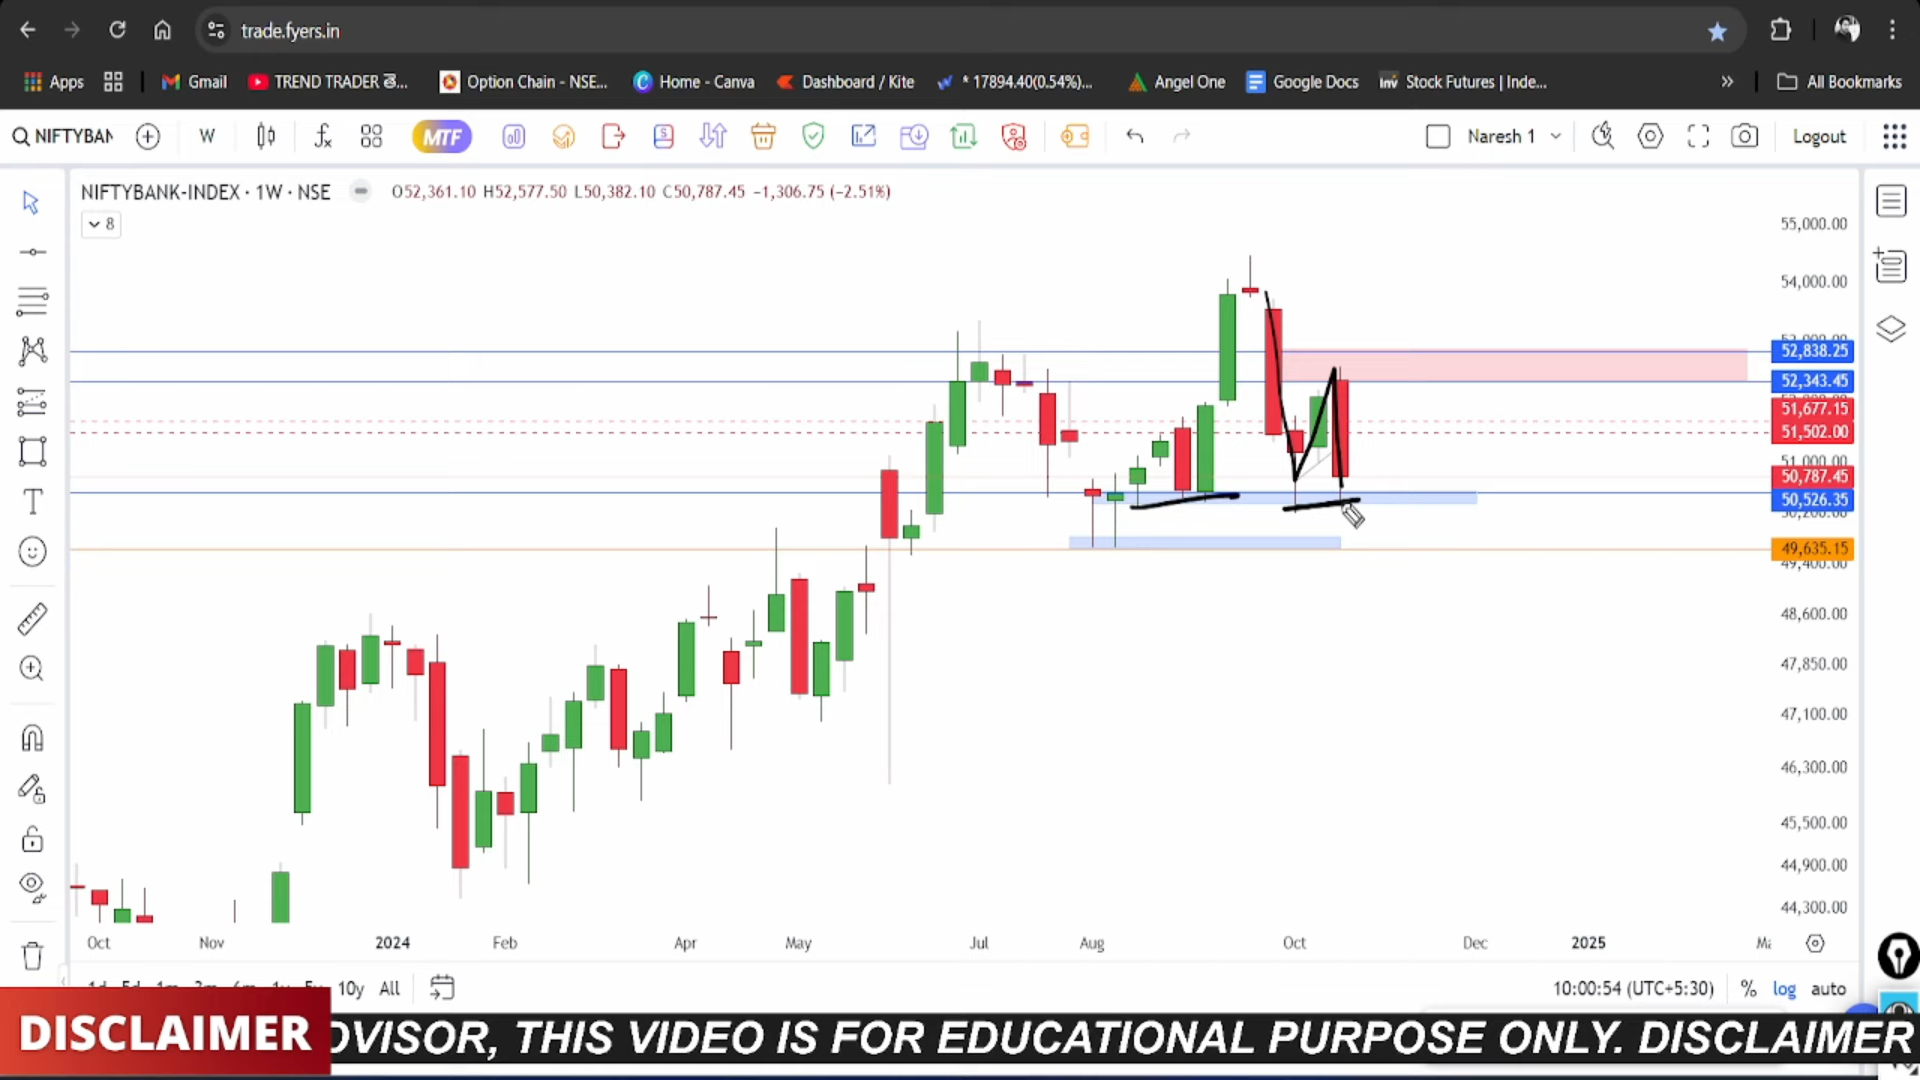 trade.fyers.in
Apps Gmail TREND TRADER తె... Option Chain - NSE... Home - Canva Dashboard / Kite * 17894.40(0.54%)... Angel One Google Docs Inv Stock Futures | Inde... » All Bookmarks
NIFTYBAN W MTF Naresh 1 Logout
NIFTYBANK-INDEX · 1W · NSE O52,361.10 H52,577.50 L50,382.10 C50,787.45 −1,306.75 (−2.51%)
8
55,000.00
54,000.00
52,838.25
52,343.45
51,677.15
51,502.00
51,000.00
50,787.45
50,526.35
49,635.15
49,400.00
48,600.00
47,850.00
47,100.00
46,300.00
45,500.00
44,900.00
44,300.00
Oct Nov 2024 Feb Apr May Jul Aug Oct Dec 2025
10y All 10:00:54 (UTC+5:30) % log auto
DISCLAIMER DVISOR, THIS VIDEO IS FOR EDUCATIONAL PURPOSE ONLY. DISCLAIMER